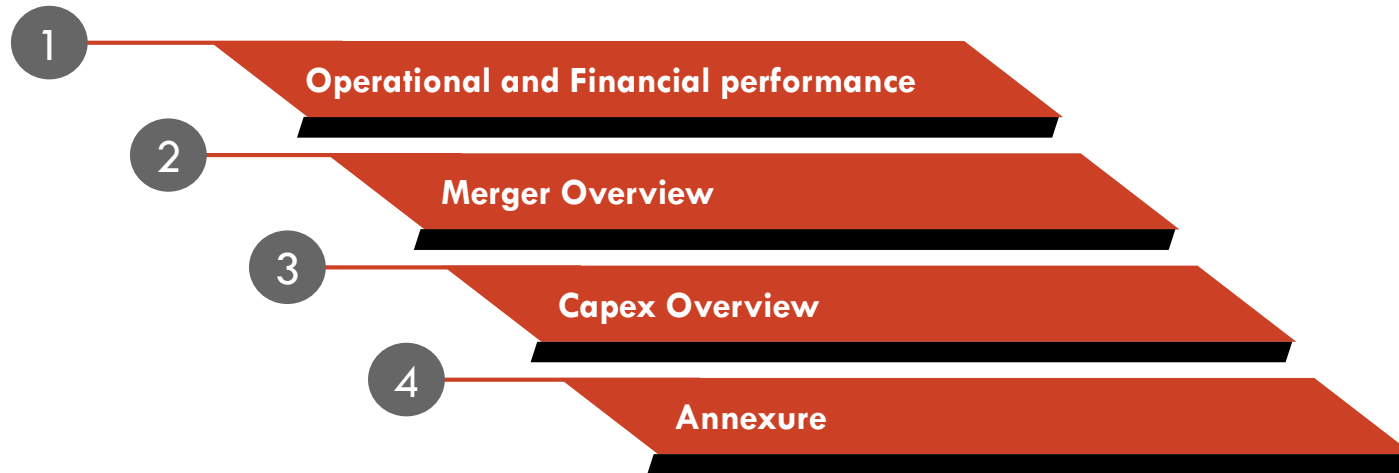 1
Operational and Financial performance
2
Merger Overview
3
Capex Overview
4
Annexure